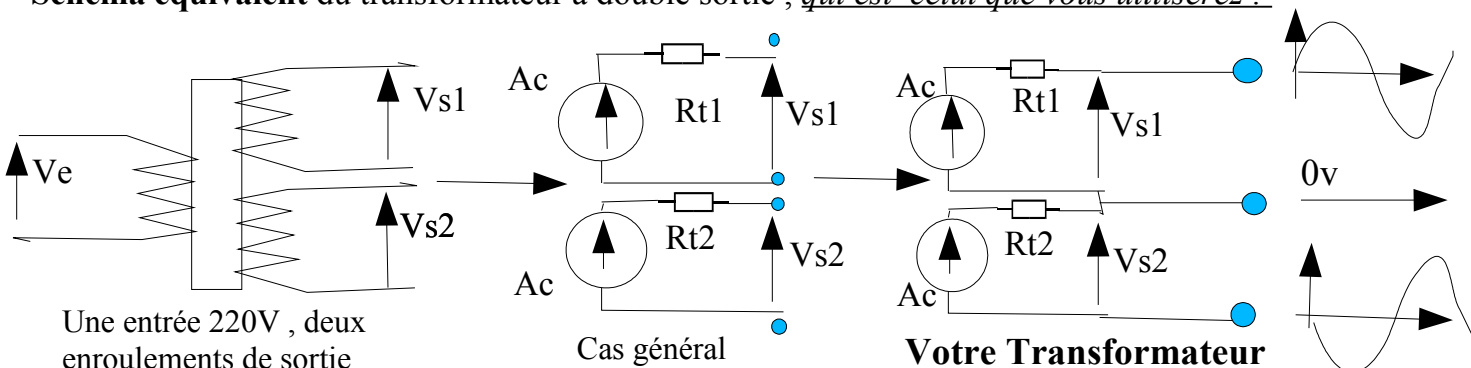 Schéma équivalent du transformateur à double sortie , qui est celui que vous utiliserez :
Ve
Vs1
Vs2
Ac
Rt1
Vs1
Rt2
Vs2
Ac
Ac
Rt1
Vs1
Rt2
Vs2
Ac
0v
Une entrée 220V , deux
enroulements de sortie
Cas général
Votre Transformateur